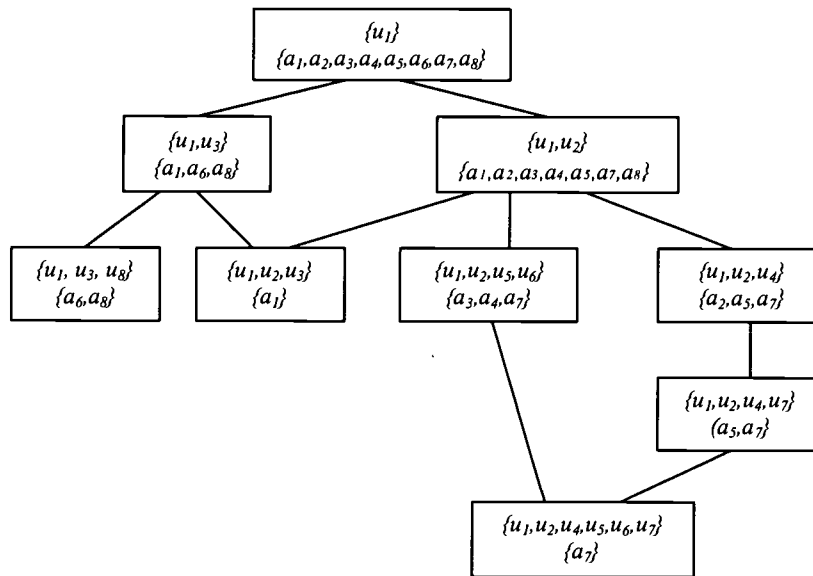 {u₁}
{a₁,a₂,a₃,a₄,a₅,a₆,a₇,a₈}
{u₁,u₃}
{a₁,a₆,a₈}
{u₁,u₂}
{a₁,a₂,a₃,a₄,a₅,a₇,a₈}
{u₁, u₃, u₈}
{a₆,a₈}
{u₁,u₂,u₃}
{a₁}
{u₁,u₂,u₅,u₆}
{a₃,a₄,a₇}
{u₁,u₂,u₄}
{a₂,a₅,a₇}
{u₁,u₂,u₄,u₇}
(a₅,a₇}
{u₁,u₂,u₄,u₅,u₆,u₇}
{a₇}